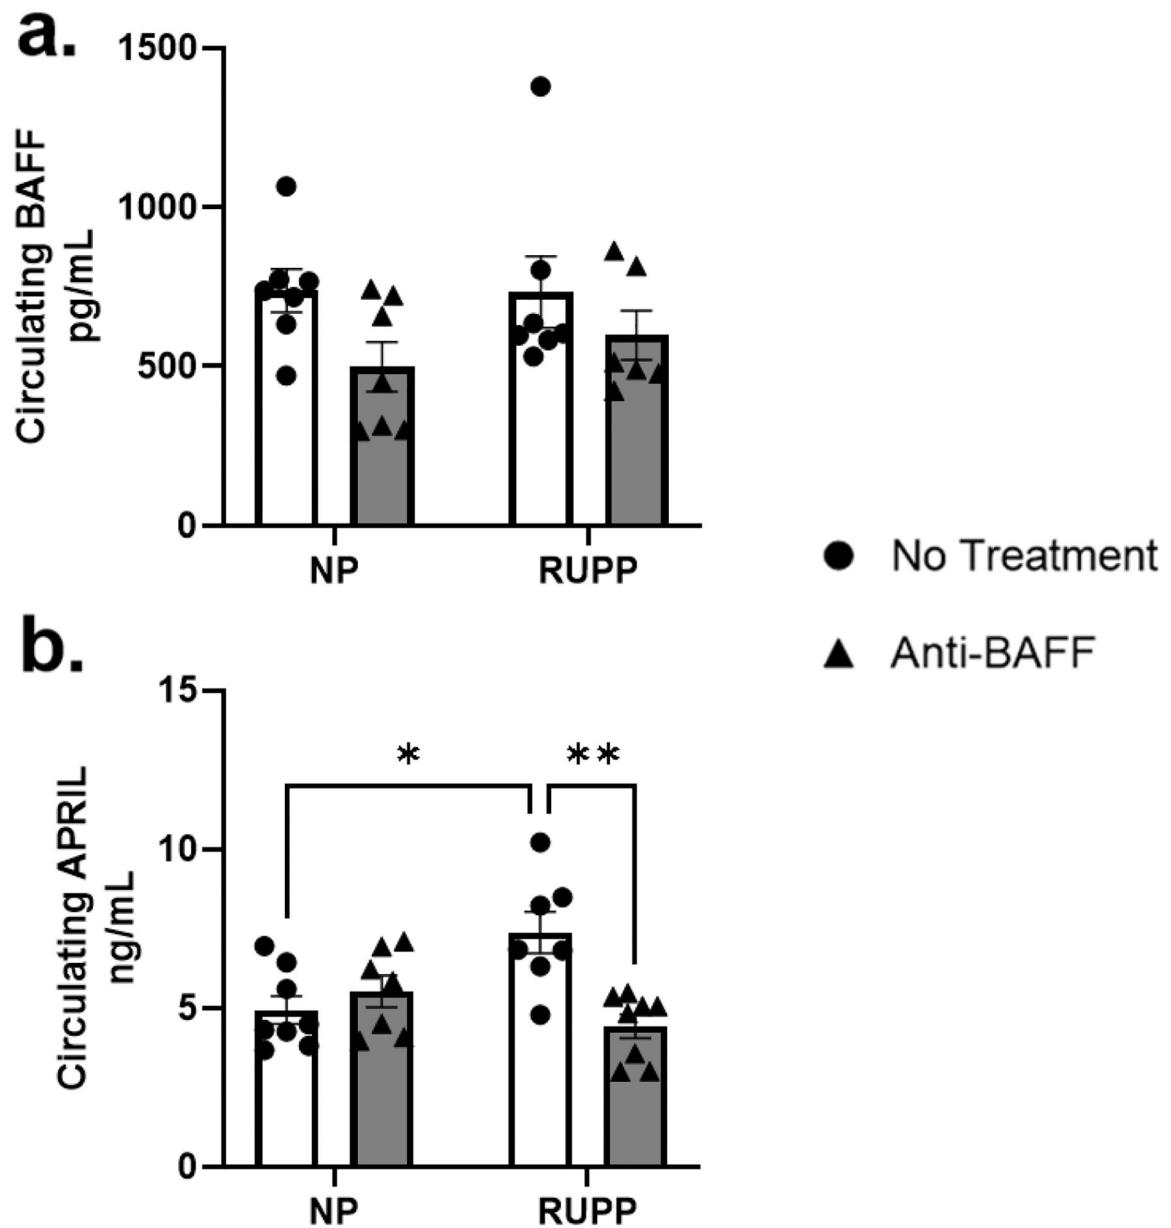 a.
1500
1000
500
0
Circulating BAFF
pg/mL
NP
RUPP
No Treatment
Anti-BAFF
b.
15
10
5
0
Circulating APRIL
ng/mL
*
**
NP
RUPP